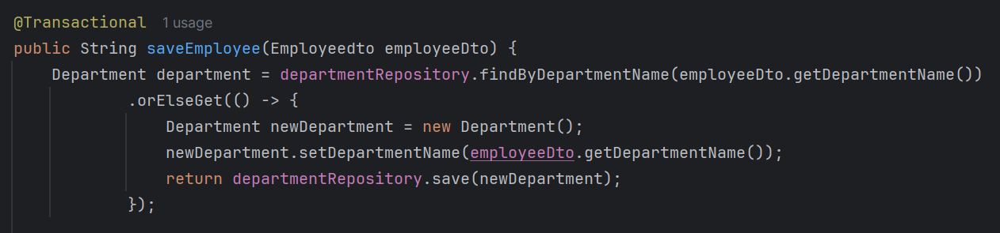 @Transactional 1 usage
public String saveEmployee(Employeedto employeeDto) {
Department department = departmentRepository.findByDepartmentName(employeeDto.getDepartmentName())
.orElseGet(() -> {
Department newDepartment = new Department();
newDepartment.setDepartmentName(employeeDto.getDepartmentName());
return departmentRepository.save(newDepartment);
});